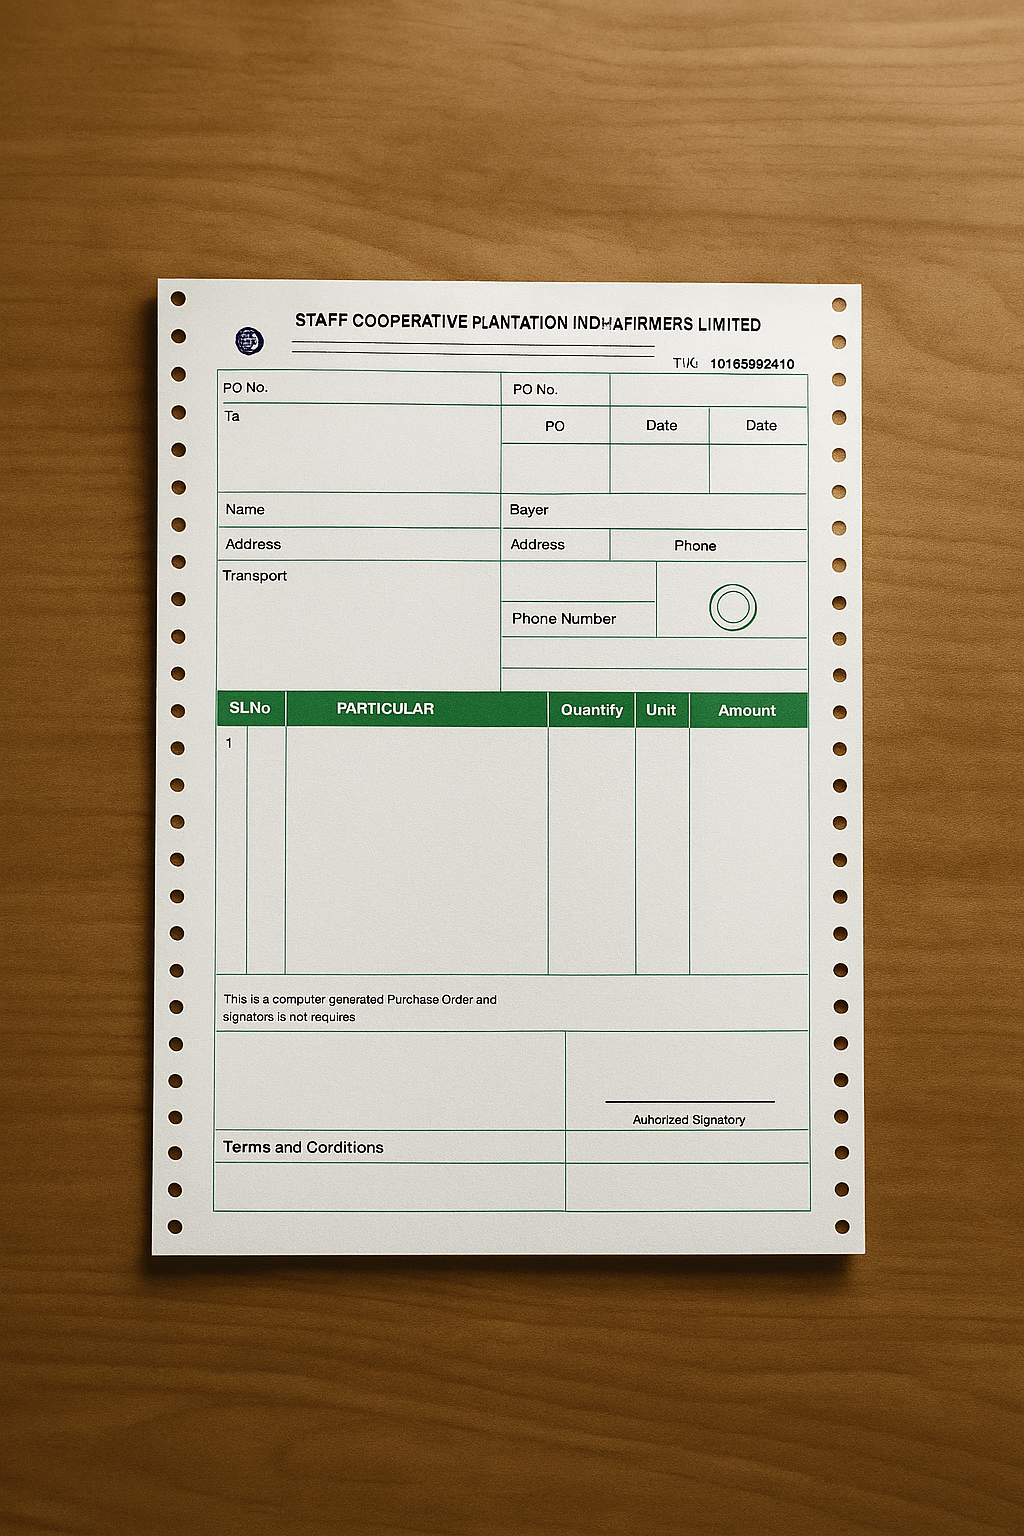 STAFF COOPERATIVE PLANTATION INDHAFIRMERS LIMITED
10165992410
PO No.
PO No.
Ta
PO Date Date
Name
Bayer
Address
Address Phone
Transport
Phone Number
SLNo PARTICULAR Quantify Unit Amount
1
This is a computer generated Purchase Order and
signators is not requires
Auhorized Signatory
Terms and Corditions